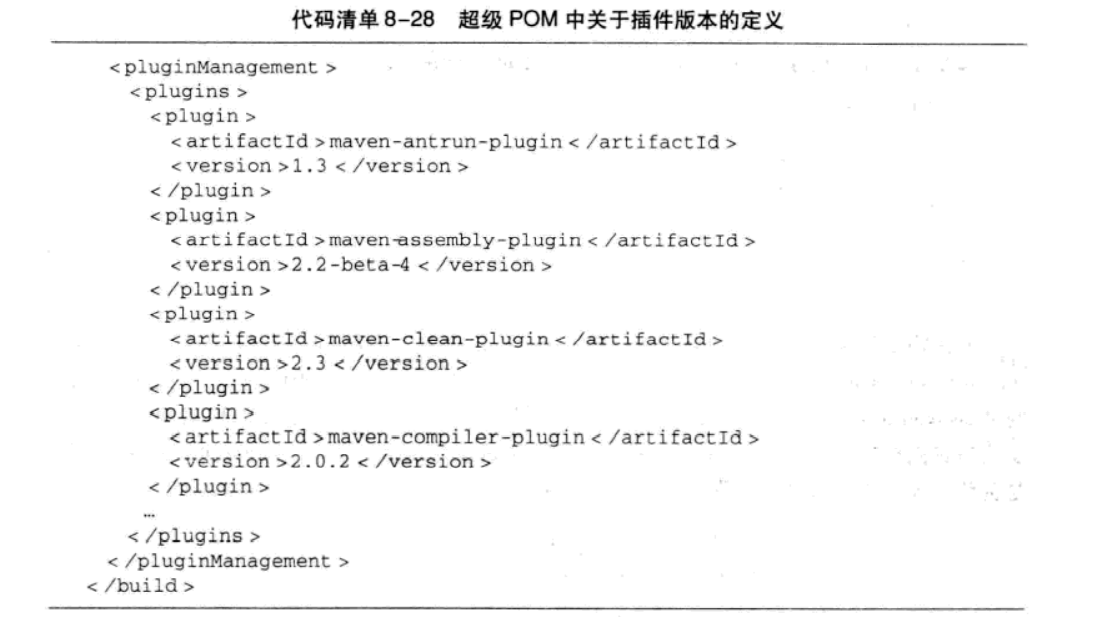 代码清单8-28 超级 POM 中关于插件版本的定义
<pluginManagement>
<plugins>
<plugin>
<artifactId>maven-antrun-plugin</artifactId>
<version>1.3</version>
</plugin>
<plugin>
<artifactId>maven-assembly-plugin</artifactId>
<version>2.2-beta-4</version>
</plugin>
<plugin>
<artifactId>maven-clean-plugin</artifactId>
<version>2.3</version>
</plugin>
<plugin>
<artifactId>maven-compiler-plugin</artifactId>
<version>2.0.2</version>
</plugin>
…
</plugins>
</pluginManagement>
</build>